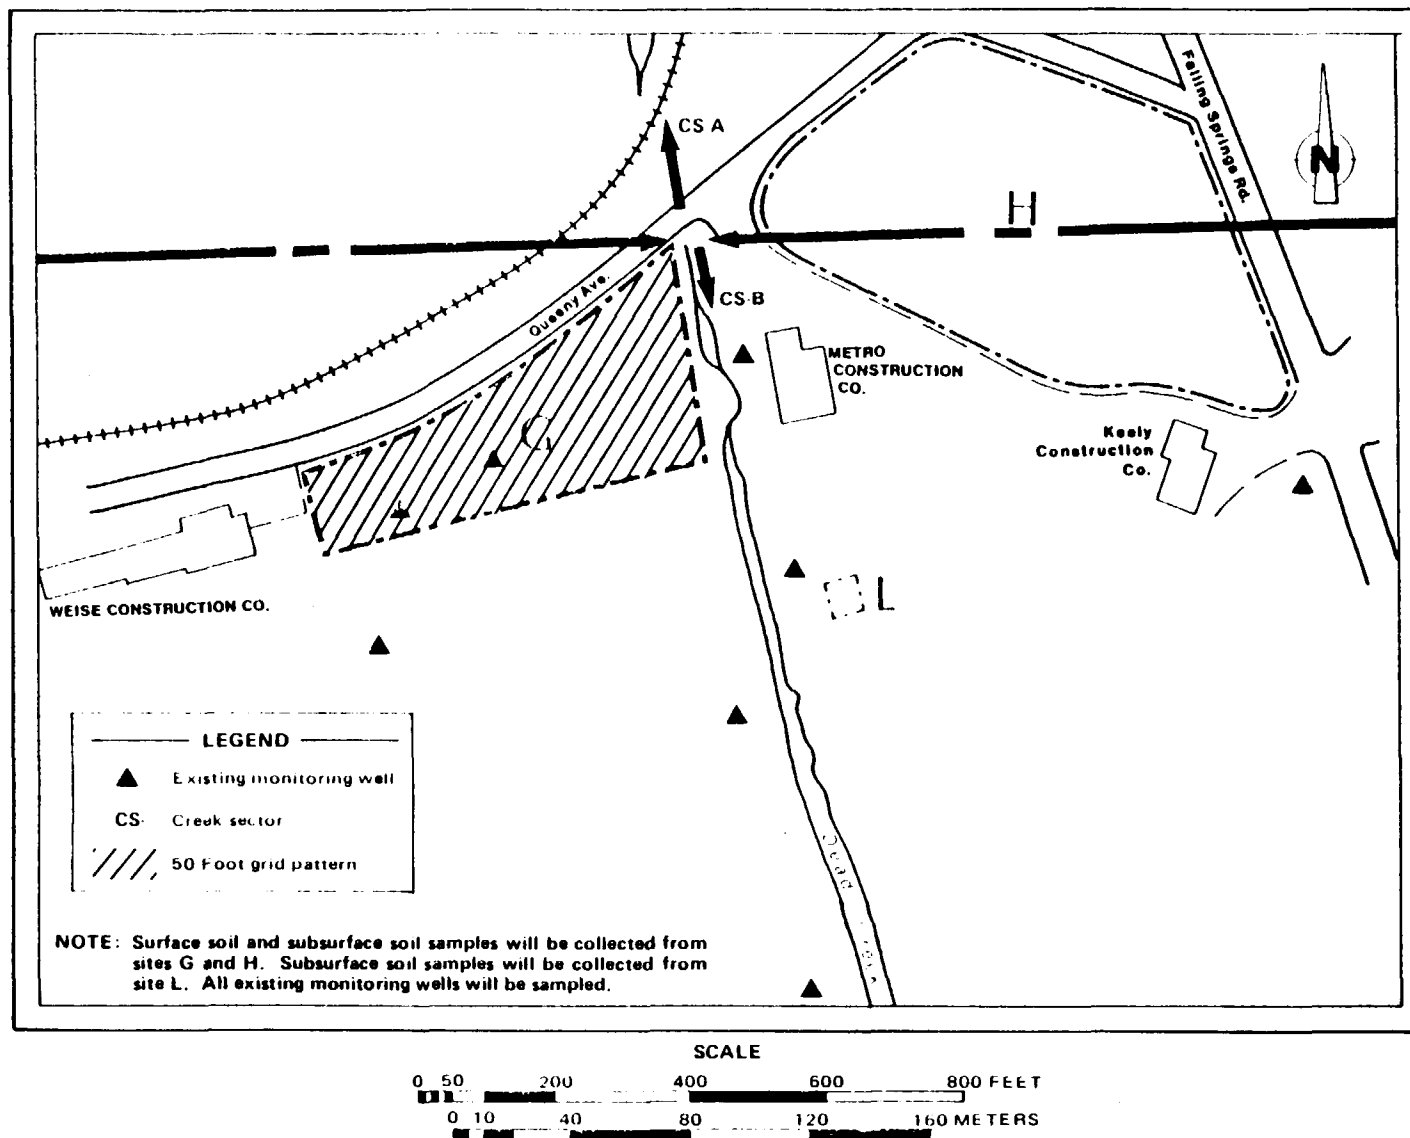 CS A
Falling Springs Rd.
N
H
Queeny Ave.
CS-B
METRO
CONSTRUCTION
CO.
G
Keely
Construction
Co.
L
WEISE CONSTRUCTION CO.
LEGEND
Existing monitoring well
CS- Creek sector
50 Foot grid pattern
Dead
NOTE: Surface soil and subsurface soil samples will be collected from
sites G and H. Subsurface soil samples will be collected from
site L. All existing monitoring wells will be sampled.
SCALE
0 50 200 400 600 800 FEET
0 10 40 80 120 160 METERS